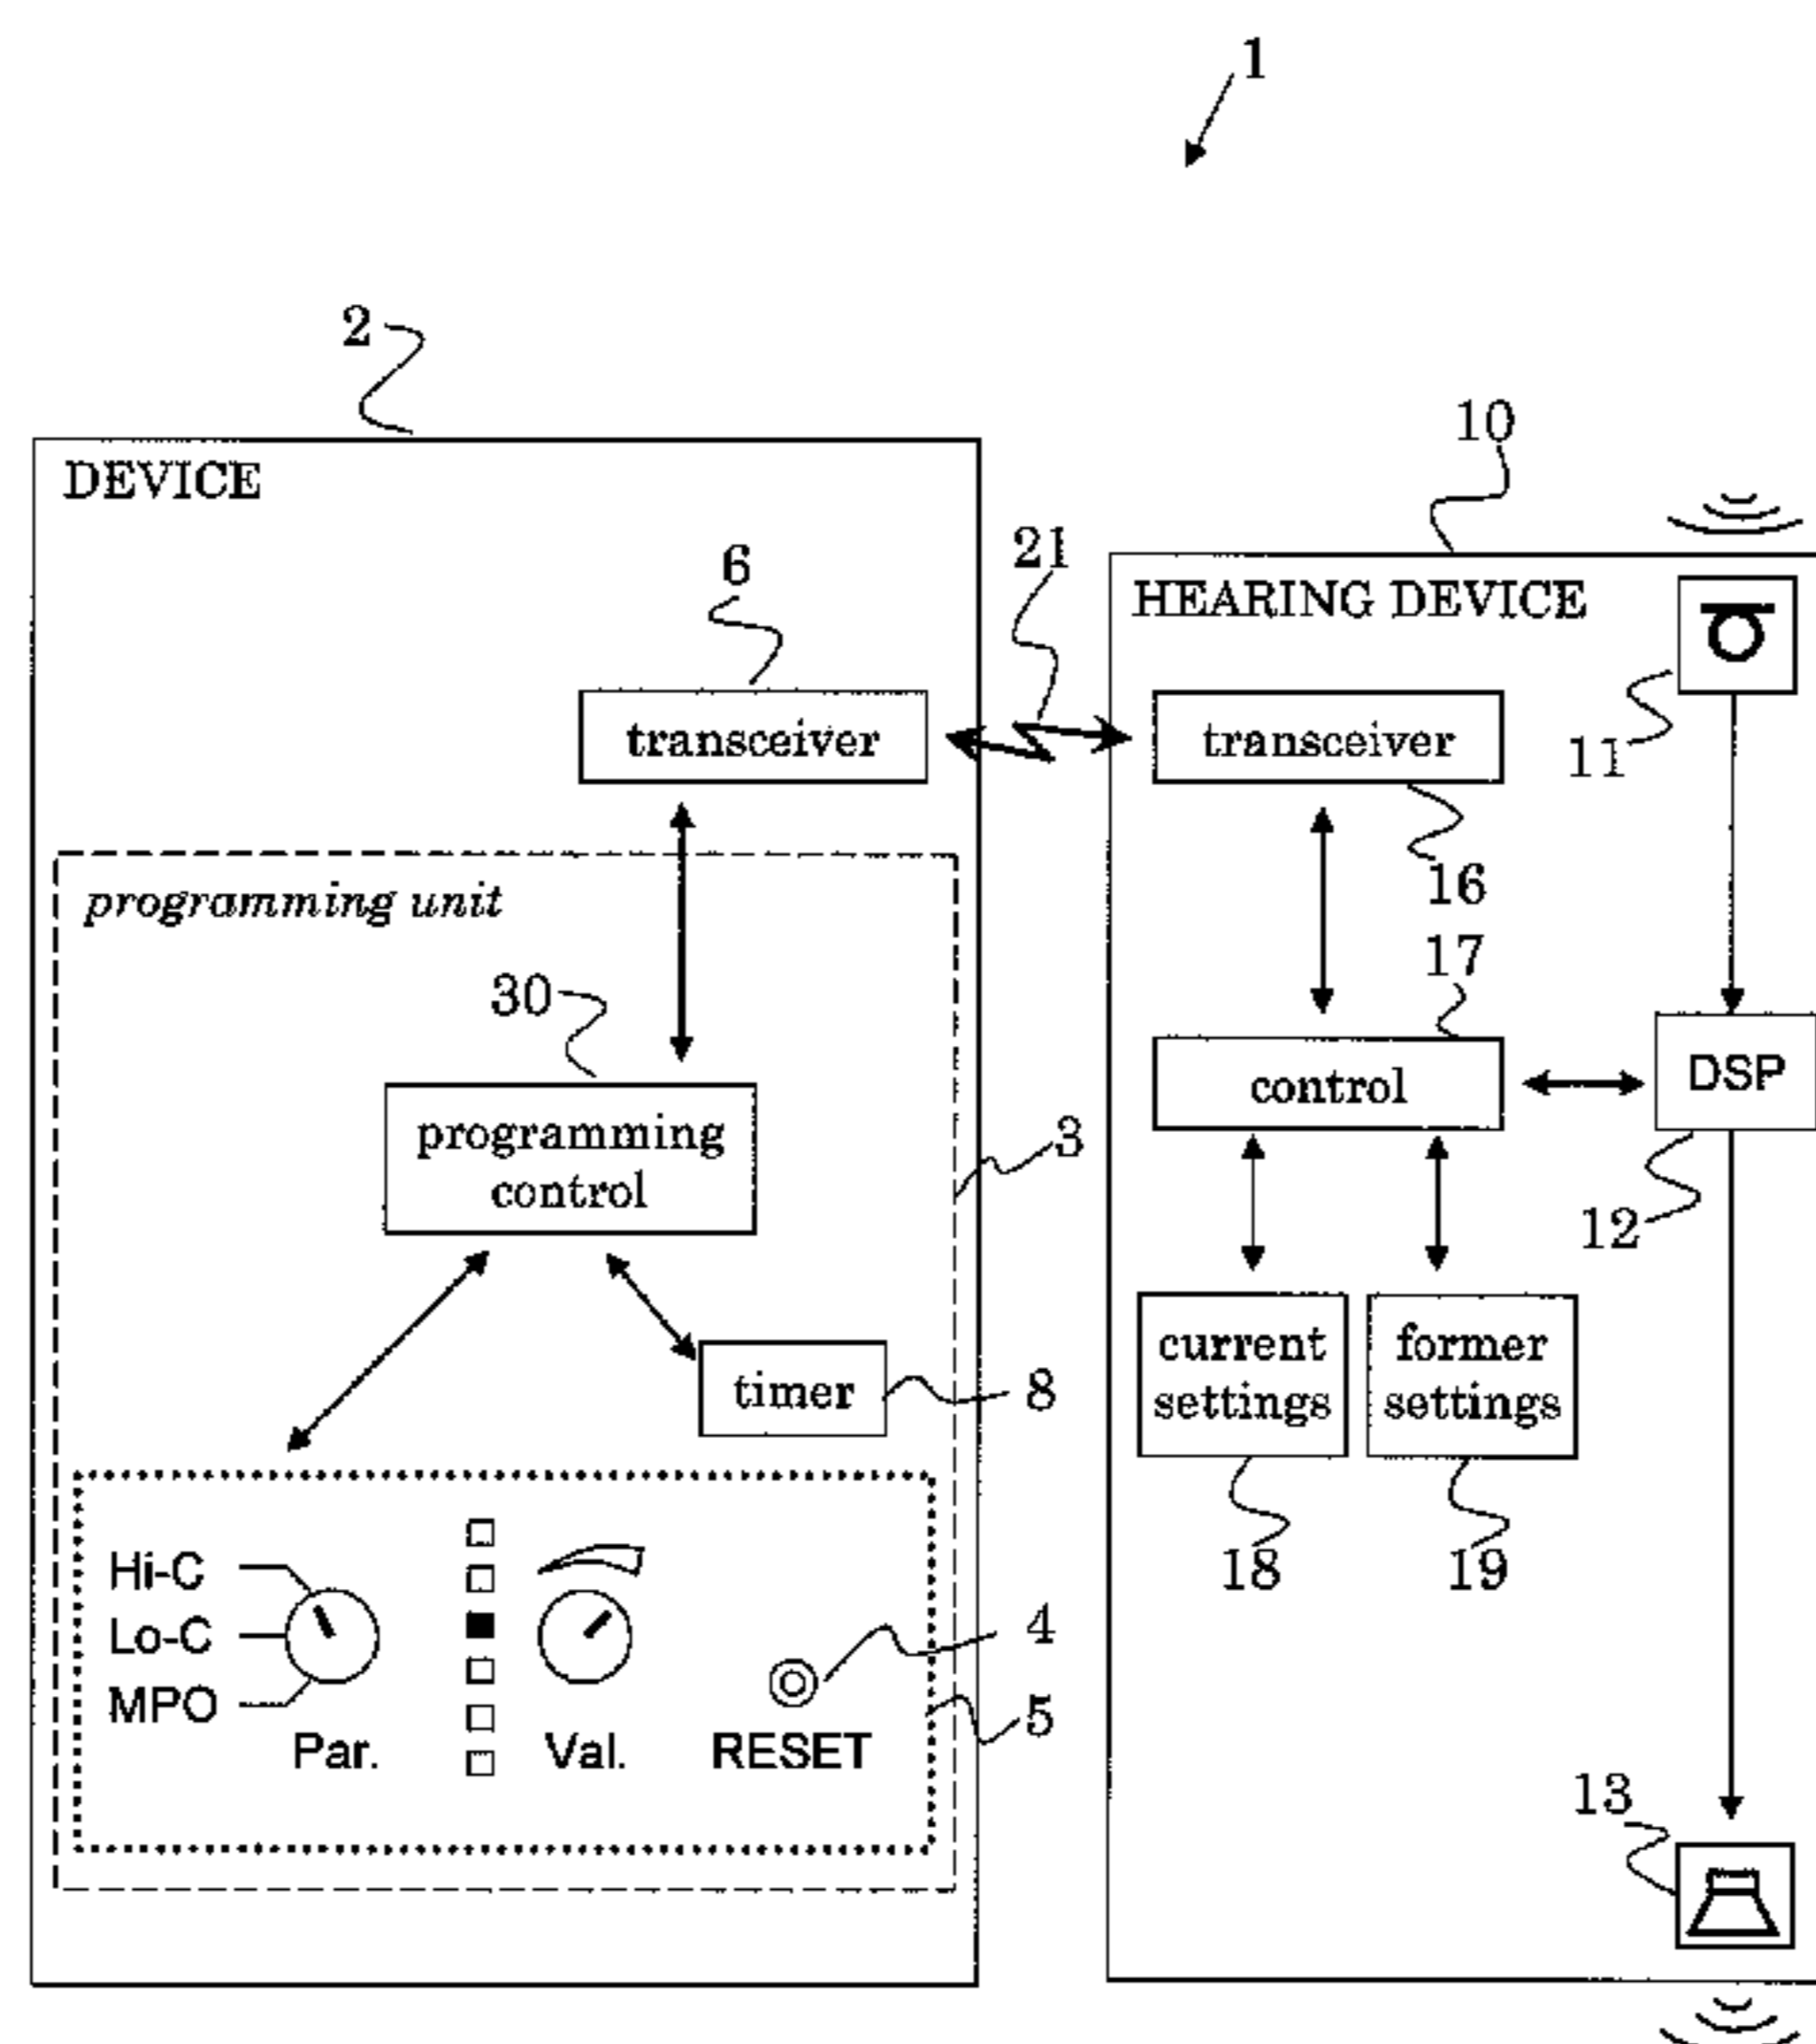 1
2
10
DEVICE
21
6
HEARING DEVICE
transceiver
transceiver
11
16
programming unit
17
30
DSP
control
programming
control
3
12
current
settings
former
settings
timer
8
18
19
Hi-C
Lo-C
MPO
4
5
Par.
Val.
RESET
13